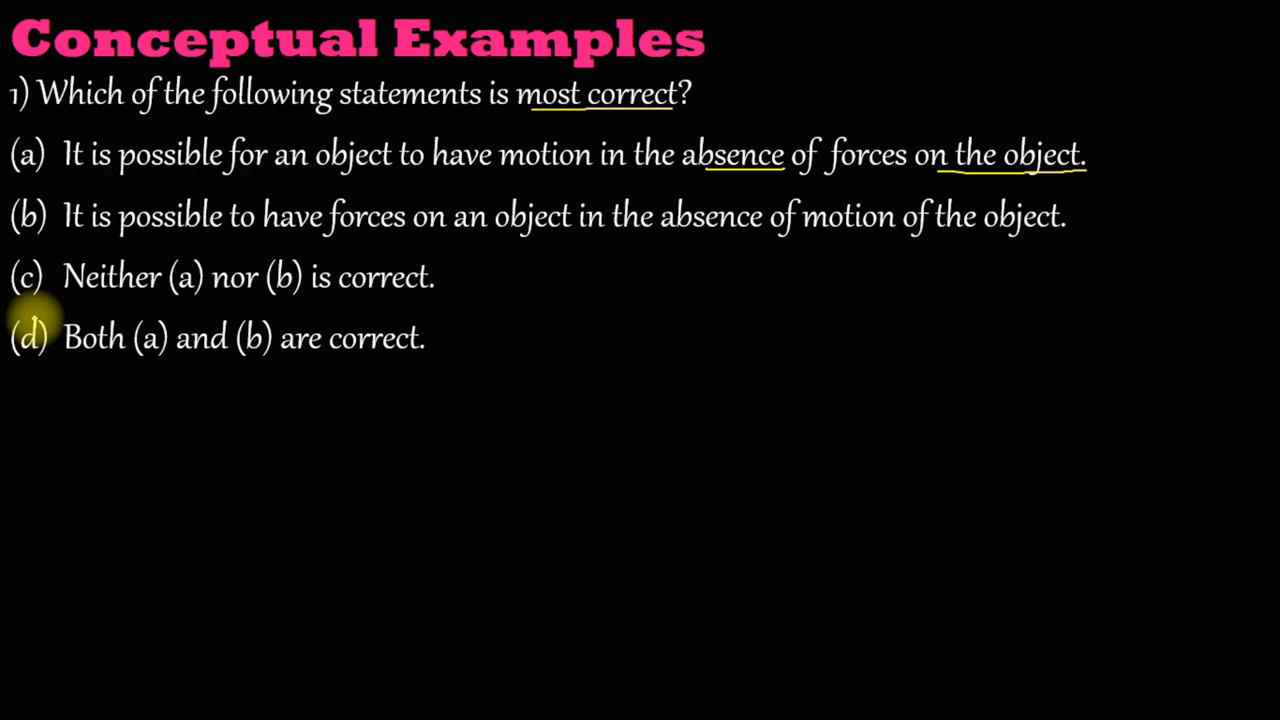 Conceptual Examples
1) Which of the following statements is most correct?
(a) It is possible for an object to have motion in the absence of forces on the object.
(b) It is possible to have forces on an object in the absence of motion of the object.
(c) Neither (a) nor (b) is correct.
(d) Both (a) and (b) are correct.